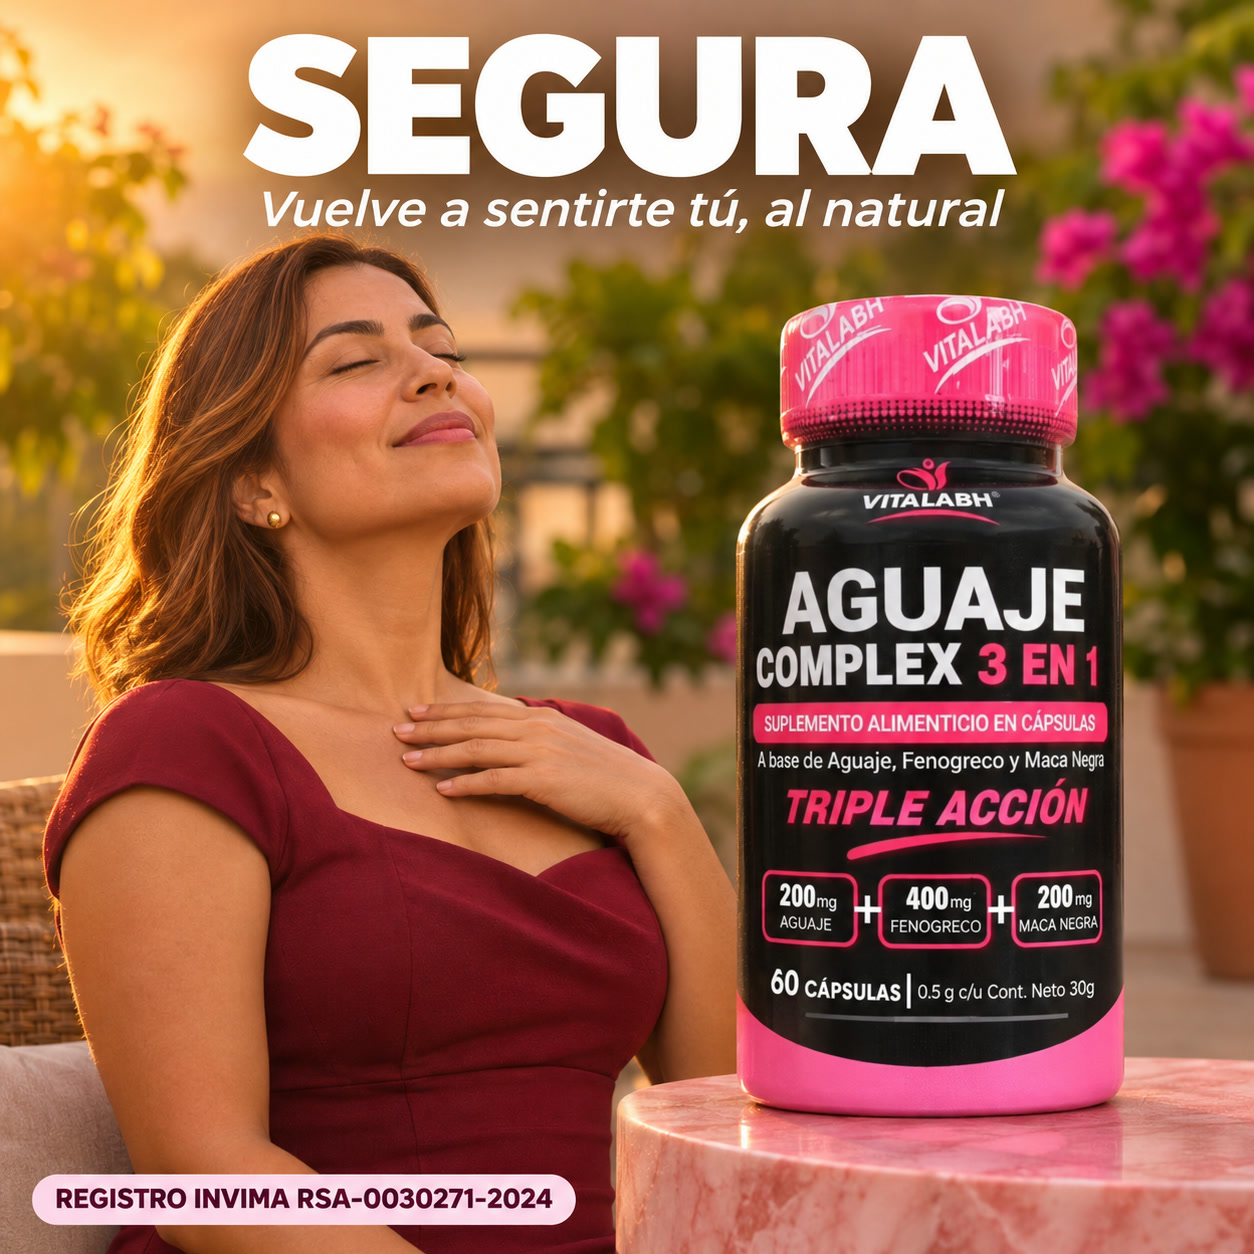 SEGURA
Vuelve a sentirte tú, al natural
VITALABH VITALABH VITA
VITALABH®
AGUAJE
COMPLEX 3 EN 1
SUPLEMENTO ALIMENTICIO EN CÁPSULAS
A base de Aguaje, Fenogreco y Maca Negra
TRIPLE ACCIÓN
200mg + 400mg + 200mg
AGUAJE FENOGRECO MACA NEGRA
60 CÁPSULAS | 0.5 g c/u Cont. Neto 30g
REGISTRO INVIMA RSA-0030271-2024